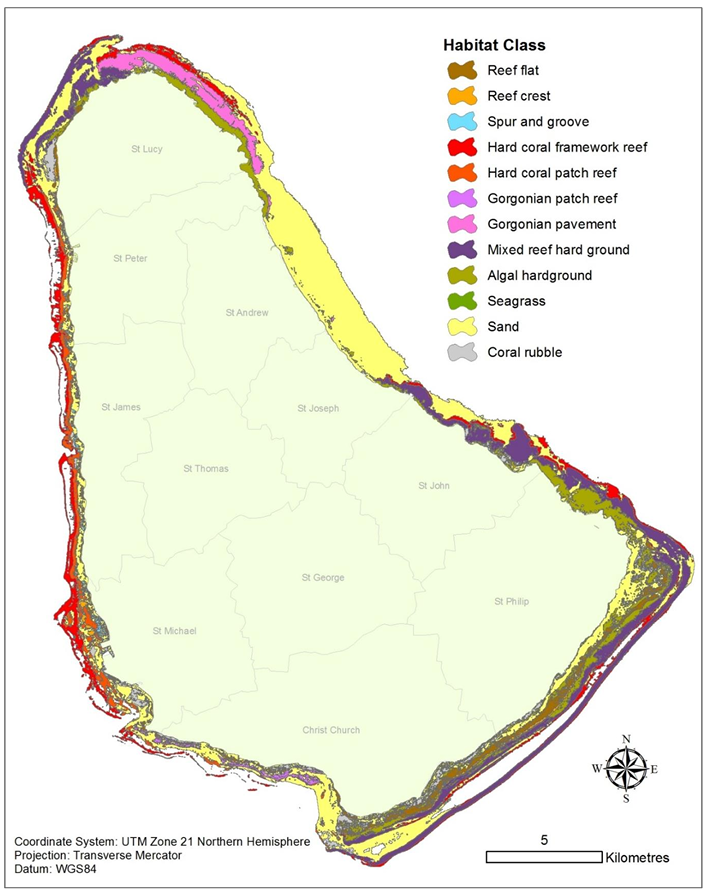 Habitat Class
Reef flat
Reef crest
Spur and groove
Hard coral framework reef
Hard coral patch reef
Gorgonian patch reef
Gorgonian pavement
Mixed reef hard ground
Algal hardground
Seagrass
Sand
Coral rubble
St Lucy
St Peter
St Andrew
St James
St Joseph
St Thomas
St John
St George
St Philip
St Michael
Christ Church
N
W E
S
5
Kilometres
Coordinate System: UTM Zone 21 Northern Hemisphere
Projection: Transverse Mercator
Datum: WGS84